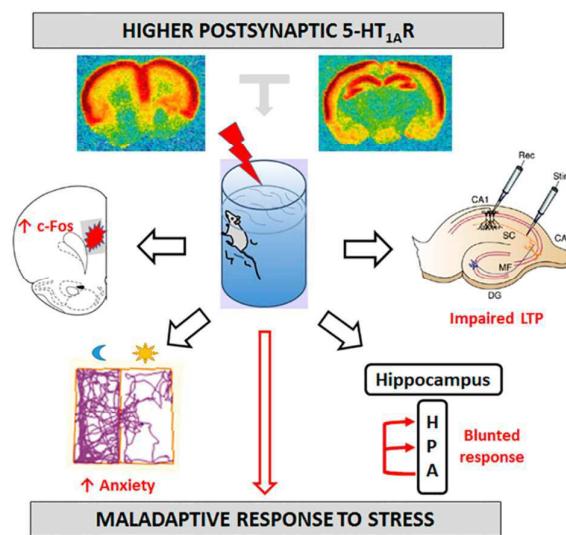 HIGHER POSTSYNAPTIC 5-HT1AR
Rec
Stim
CA1
SC
CA
MF
DG
↑ c-Fos
Impaired LTP
Hippocampus
H
P
A
Blunted
response
↑ Anxiety
MALADAPTIVE RESPONSE TO STRESS